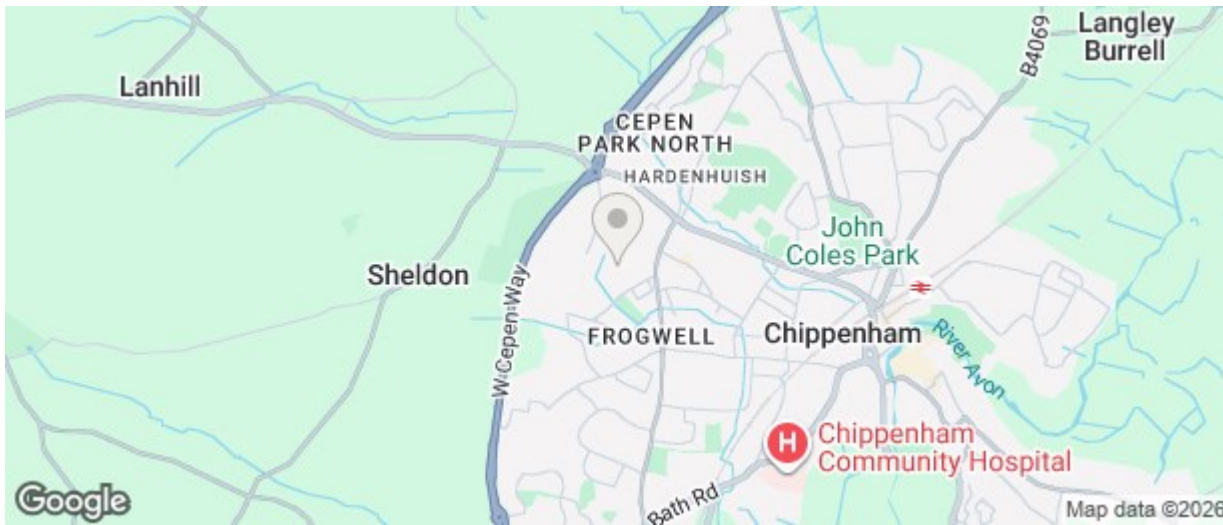 Langley
Burrell
B4069
Lanhill
CEPEN
PARK NORTH
HARDENHUISH
John
Coles Park
Sheldon
W Cepen Way
FROGWELL
Chippenham
River Avon
H
Chippenham
Community Hospital
Bath Rd
Google
Map data ©2026